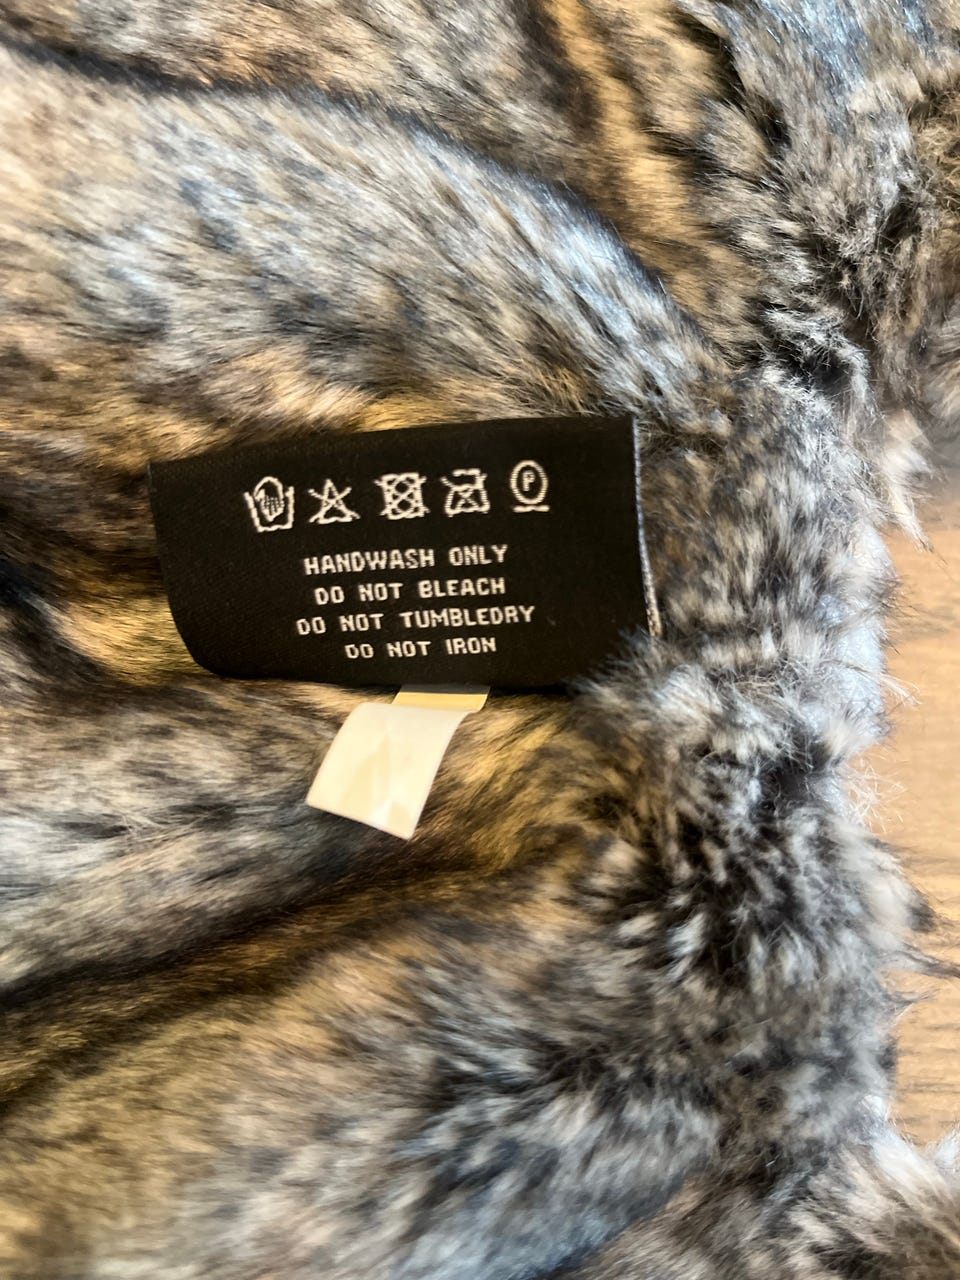 P
HANDWASH ONLY
DO NOT BLEACH
DO NOT TUMBLEDRY
DO NOT IRON